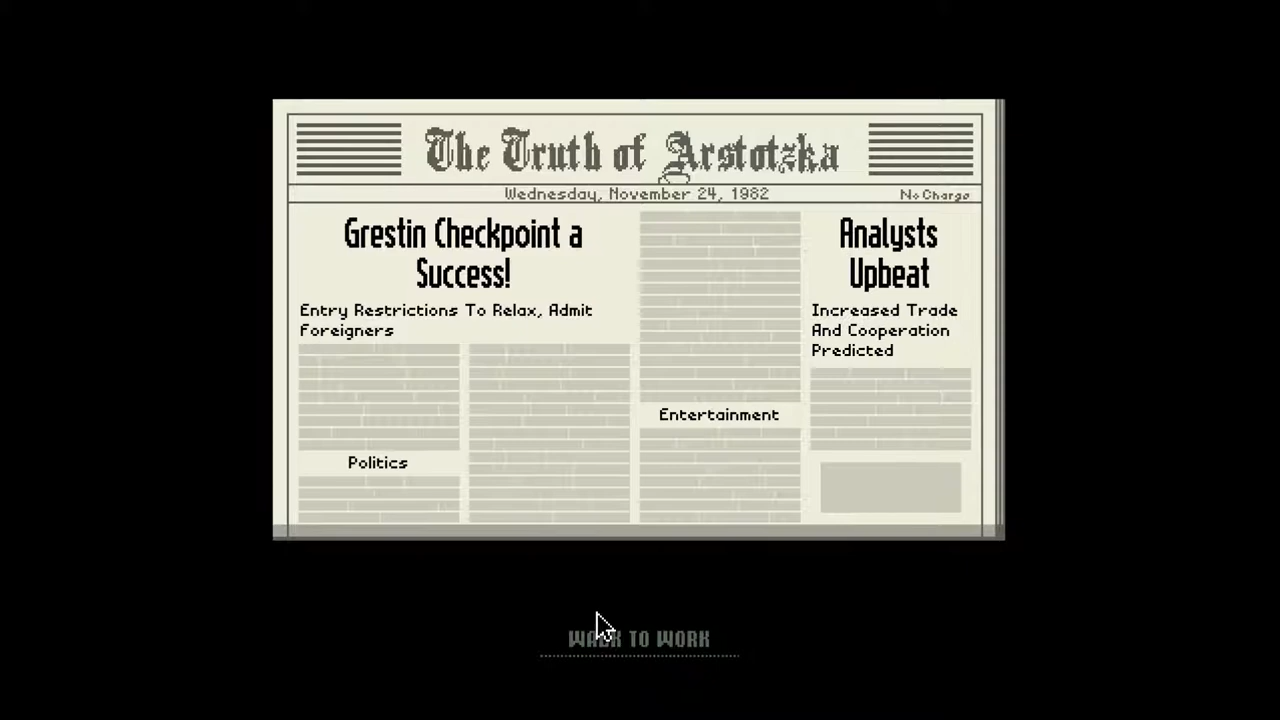 The Truth of Arstotzka
Wednesday, November 24, 1982
No Charge
Grestin Checkpoint a
Success!
Entry Restrictions To Relax, Admit
Foreigners
Politics
Entertainment
Analysts
Upbeat
Increased Trade
And Cooperation
Predicted
WALK TO WORK